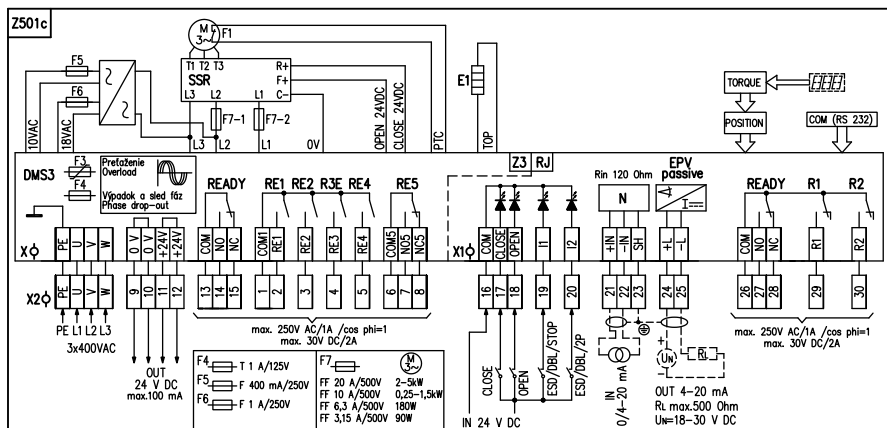 Z501c
M
3~
F1
T1 T2 T3
SSR
R+
F+
C-
L3 L2 L1
F5
F6
F7-1
F7-2
10VAC
18VAC
L3 L2 L1 0V
OPEN 24VDC
CLOSE 24VDC
PTC
E1
TOP
TORQUE
POSITION
COM (RS 232)
DMS3
F3
F4
Preťaženie
Overload
Výpadok a sled fáz
Phase drop-out
READY
RE1 RE2 R3E RE4
RE5
Z3 RJ
Rin 120 Ohm
N
EPV
passive
I
READY
R1
R2
X
PE U V W
0 V
0 V
+24V
+24V
COM NO NC
COM1 RE1 RE2 RE3 RE4
COM5 NO5 NC5
X1
COM CLOSE OPEN I1 I2
+IN -IN SH
+L -L
COM NO NC R1 R2
X2
PE U V W 9 10 11 12 13 14 15 1 2 3 4 5 6 7 8 16 17 18 19 20 21 22 23 24 25 26 27 28 29 30
PE L1 L2 L3
3x400VAC
OUT
24 V DC
max.100 mA
max. 250V AC/1A /cos phi=1
max. 30V DC/2A
F4 T 1 A/125V
F5 F 400 mA/250V
F6 F 1 A/250V
F7
M
3~
FF 20 A/500V 2-5kW
FF 10 A/500V 0,25-1,5kW
FF 6,3 A/500V 180W
FF 3,15 A/500V 90W
CLOSE
OPEN
ESD/DBL/STOP
ESD/DBL/2P
IN 24 V DC
IN
0/4-20 mA
+
UN
-
RL
OUT 4-20 mA
RL max.500 Ohm
UN=18-30 V DC
max. 250V AC/1A /cos phi=1
max. 30V DC/2A